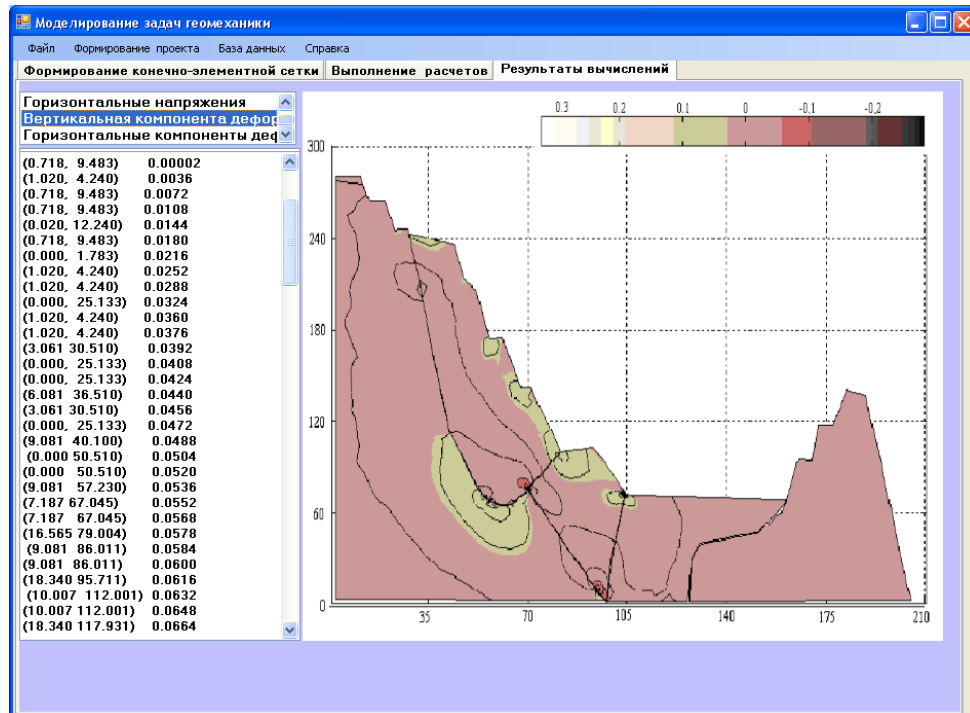 Моделирование задач геомеханики
Файл Формирование проекта База данных Справка
Формирование конечно-элементной сетки Выполнение расчетов Результаты вычислений
Горизонтальные напряжения
Вертикальная компонента дефор
Горизонтальные компоненты деф
(0.718, 9.483) 0.00002
(1.020, 4.240) 0.0036
(0.718, 9.483) 0.0072
(0.718, 9.483) 0.0108
(0.020, 12.240) 0.0144
(0.718, 9.483) 0.0180
(0.000, 1.783) 0.0216
(1.020, 4.240) 0.0252
(1.020, 4.240) 0.0288
(0.000, 25.133) 0.0324
(1.020, 4.240) 0.0360
(1.020, 4.240) 0.0376
(3.061 30.510) 0.0392
(0.000, 25.133) 0.0408
(0.000, 25.133) 0.0424
(6.081 36.510) 0.0440
(3.061 30.510) 0.0456
(0.000, 25.133) 0.0472
(9.081 40.100) 0.0488
(0.000 50.510) 0.0504
(0.000 50.510) 0.0520
(9.081 57.230) 0.0536
(7.187 67.045) 0.0552
(7.187 67.045) 0.0568
(16.565 79.004) 0.0578
(9.081 86.011) 0.0584
(9.081 86.011) 0.0600
(18.340 95.711) 0.0616
(10.007 112.001) 0.0632
(10.007 112.001) 0.0648
(18.340 117.931) 0.0664
0.3 0.2 0.1 0 -0.1 -0.2
300
240
180
120
60
0
35 70 105 140 175 210